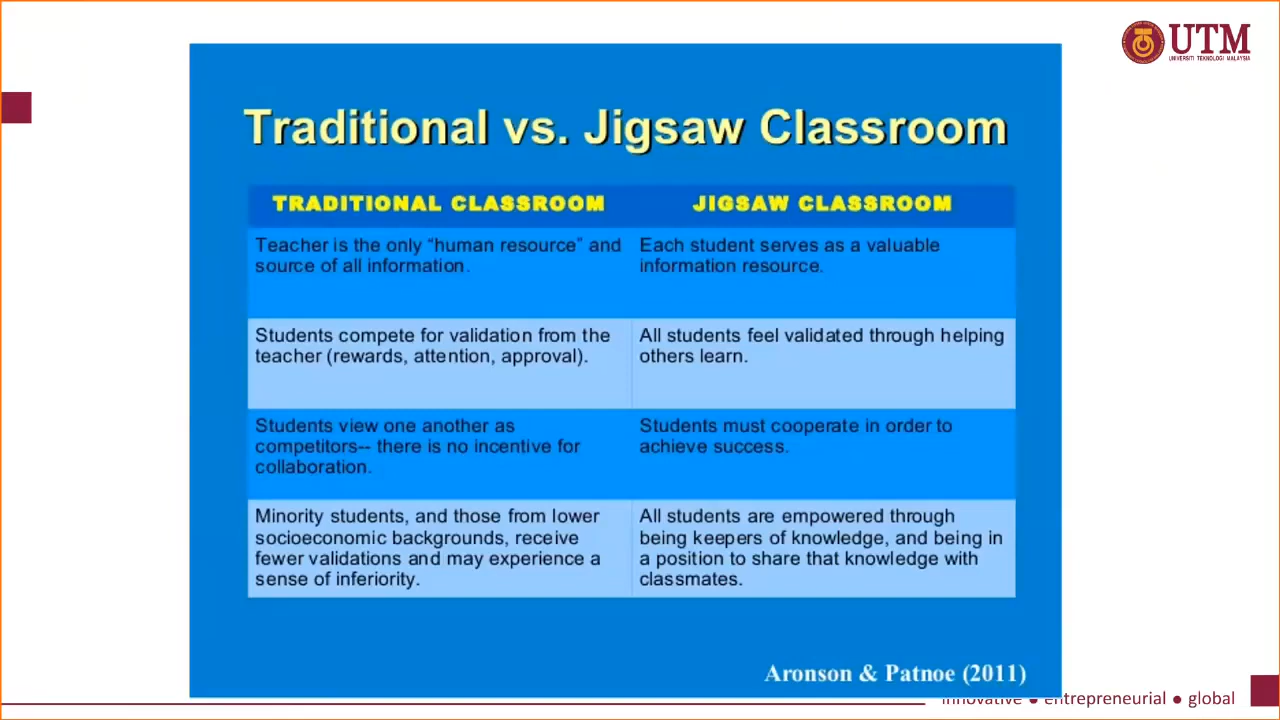 UTM
UNIVERSITI TEKNOLOGI MALAYSIA
Traditional vs. Jigsaw Classroom
TRADITIONAL CLASSROOM
JIGSAW CLASSROOM
Teacher is the only “human resource” and
source of all information.
Each student serves as a valuable
information resource.
Students compete for validation from the
teacher (rewards, attention, approval).
All students feel validated through helping
others learn.
Students view one another as
competitors-- there is no incentive for
collaboration.
Students must cooperate in order to
achieve success.
Minority students, and those from lower
socioeconomic backgrounds, receive
fewer validations and may experience a
sense of inferiority.
All students are empowered through
being keepers of knowledge, and being in
a position to share that knowledge with
classmates.
Aronson & Patnoe (2011)
innovative ● entrepreneurial ● global